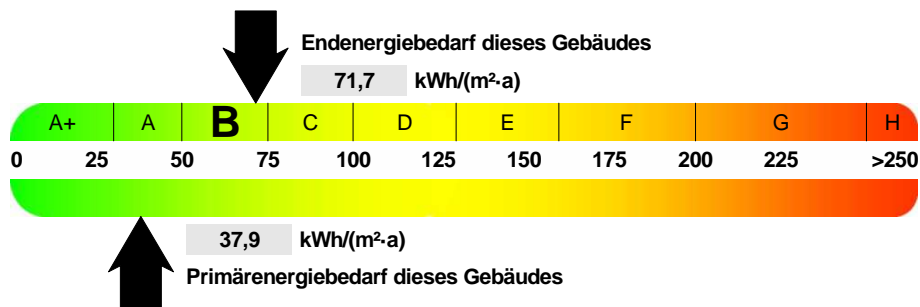 Endenergiebedarf dieses Gebäudes
71,7 kWh/(m²·a)
A+ A B C D E F G H
0 25 50 75 100 125 150 175 200 225 >250
37,9 kWh/(m²·a)
Primärenergiebedarf dieses Gebäudes